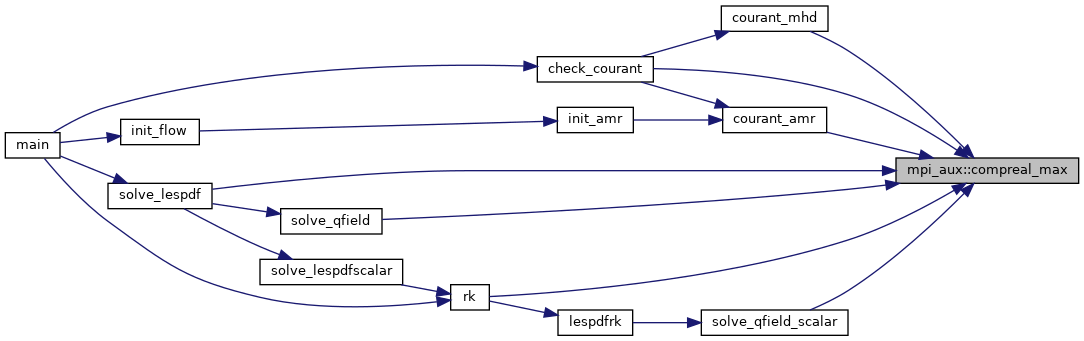 courant_mhd
check_courant
init_amr
courant_amr
init_flow
main
mpi_aux::compreal_max
solve_lespdf
solve_qfield
solve_lespdfscalar
rk
lespdfrk
solve_qfield_scalar